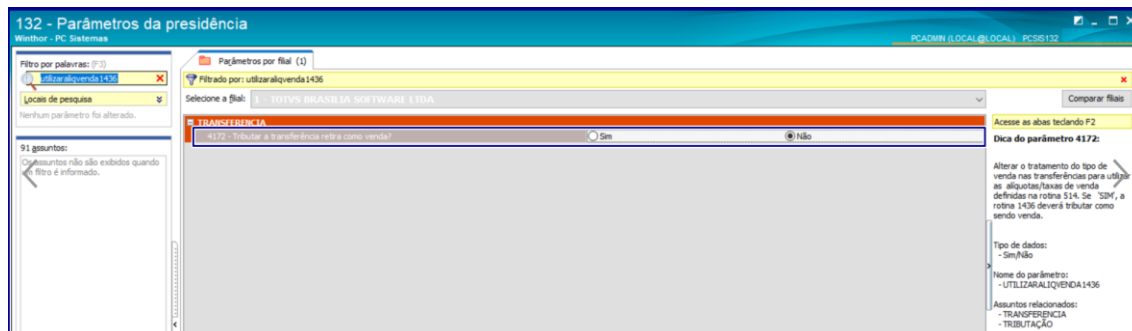 132 - Parâmetros da presidência
Winthor - PC Sistemas
PCADMIN (LOCAL@LOCAL) PCSIS132
Filtro por palavras: (F3)
utilizaraliqvenda1436
Locais de pesquisa
Nenhum parâmetro foi alterado.
91 assuntos:
Os assuntos não são exibidos quando
um filtro é informado.
Parâmetros por filial (1)
Filtrado por: utilizaraliqvenda1436
Selecione a filial: 1 - TOTVS BRASILIA SOFTWARE LTDA
Comparar filiais
TRANSFERENCIA
4172 - Tributar a transferência retira como venda? Sim Não
Acesse as abas teclando F2
Dica do parâmetro 4172:
Alterar o tratamento do tipo de
venda nas transferências para utilizar
as aliquotas/taxas de venda
definidas na rotina 514. Se 'SIM', a
rotina 1436 deverá tributar como
sendo venda.
Tipo de dados:
- Sim/Não
Nome do parâmetro:
- UTILIZARALIQVENDA1436
Assuntos relacionados:
- TRANSFERENCIA
- TRIBUTAÇÃO